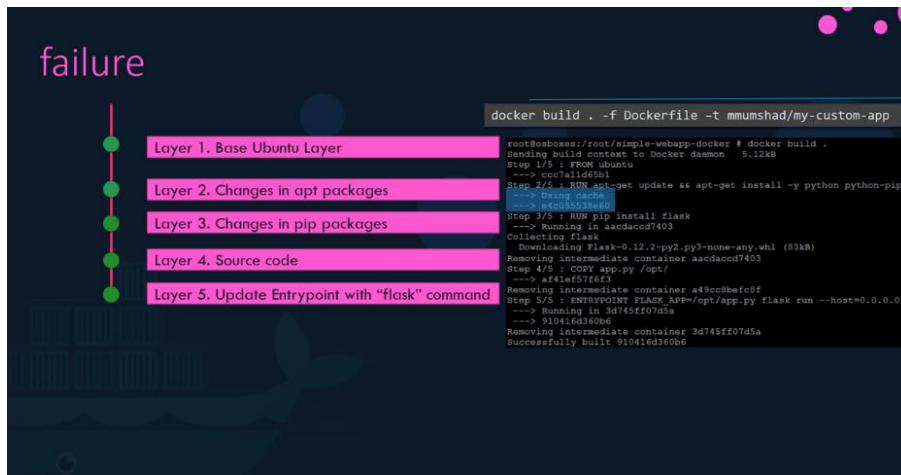 failure
docker build . -f Dockerfile -t mmumshad/my-custom-app
Layer 1. Base Ubuntu Layer
Layer 2. Changes in apt packages
Layer 3. Changes in pip packages
Layer 4. Source code
Layer 5. Update Entrypoint with “flask” command
root@osboxes:/root/simple-webapp-docker # docker build .
Sending build context to Docker daemon 5.12kB
Step 1/5 : FROM ubuntu
---> ccc7a11d65b1
Step 2/5 : RUN apt-get update && apt-get install -y python python-pip
---> Using cache
---> e4c055538e60
Step 3/5 : RUN pip install flask
---> Running in aacdaccd7403
Collecting flask
Downloading Flask-0.12.2-py2.py3-none-any.whl (83kB)
Removing intermediate container aacdaccd7403
Step 4/5 : COPY app.py /opt/
---> af41ef57f6f3
Removing intermediate container a49cc8befc8f
Step 5/5 : ENTRYPOINT FLASK_APP=/opt/app.py flask run --host=0.0.0.0
---> Running in 3d745ff07d5a
---> 910416d360b6
Removing intermediate container 3d745ff07d5a
Successfully built 910416d360b6